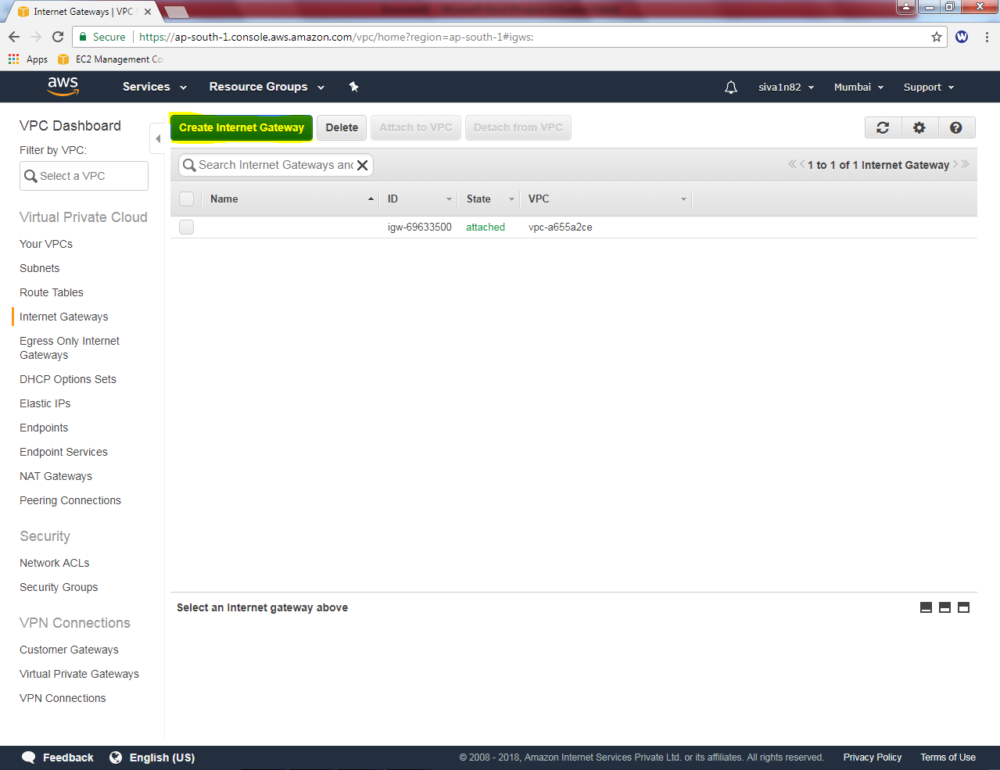 Internet Gateways | VPC
Secure
https://ap-south-1.console.aws.amazon.com/vpc/home?region=ap-south-1#igws:
Apps
EC2 Management Co
aws
Services
Resource Groups
siva1n82
Mumbai
Support
VPC Dashboard
Filter by VPC:
Select a VPC
Virtual Private Cloud
Your VPCs
Subnets
Route Tables
Internet Gateways
Egress Only Internet
Gateways
DHCP Options Sets
Elastic IPs
Endpoints
Endpoint Services
NAT Gateways
Peering Connections
Security
Network ACLs
Security Groups
VPN Connections
Customer Gateways
Virtual Private Gateways
VPN Connections
Create Internet Gateway
Delete
Attach to VPC
Detach from VPC
Search Internet Gateways and
1 to 1 of 1 Internet Gateway
Name
ID
State
VPC
igw-69633500
attached
vpc-a655a2ce
Select an Internet gateway above
Feedback
English (US)
© 2008 - 2018, Amazon Internet Services Private Ltd. or its affiliates. All rights reserved.
Privacy Policy
Terms of Use